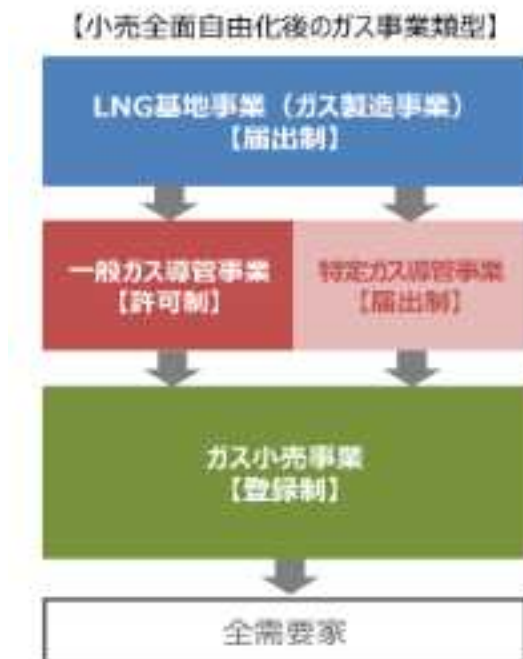 【小売全面自由化後のガス事業類型】
LNG基地事業（ガス製造事業）
【届出制】
一般ガス導管事業
【許可制】
特定ガス導管事業
【届出制】
ガス小売事業
【登録制】
全需要家